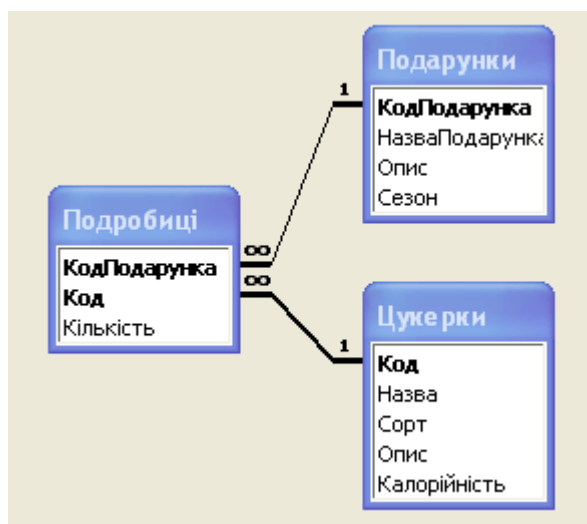 Подарунки
КодПодарунка
НазваПодарунка
Опис
Сезон
1
Подробиці
КодПодарунка
Код
Кількість
∞
∞
1
Цукерки
Код
Назва
Сорт
Опис
Калорійність